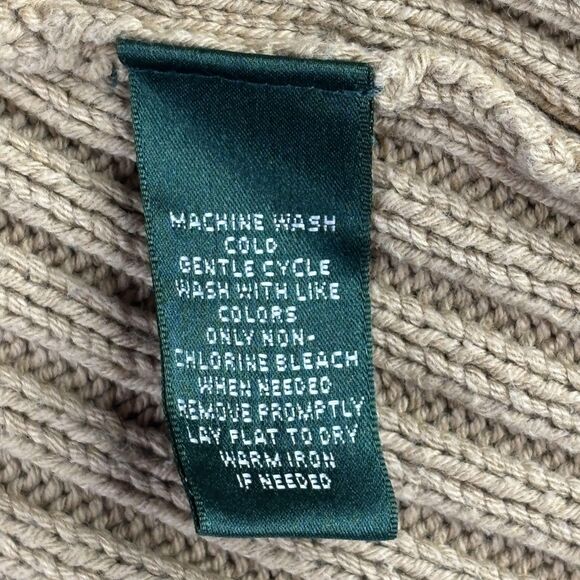 MACHINE WASH
COLD
GENTLE CYCLE
WASH WITH LIKE
COLORS
ONLY NON-
CHLORINE BLEACH
WHEN NEEDED
REMOVE PROMPTLY
LAY FLAT TO DRY
WARM IRON
IF NEEDED